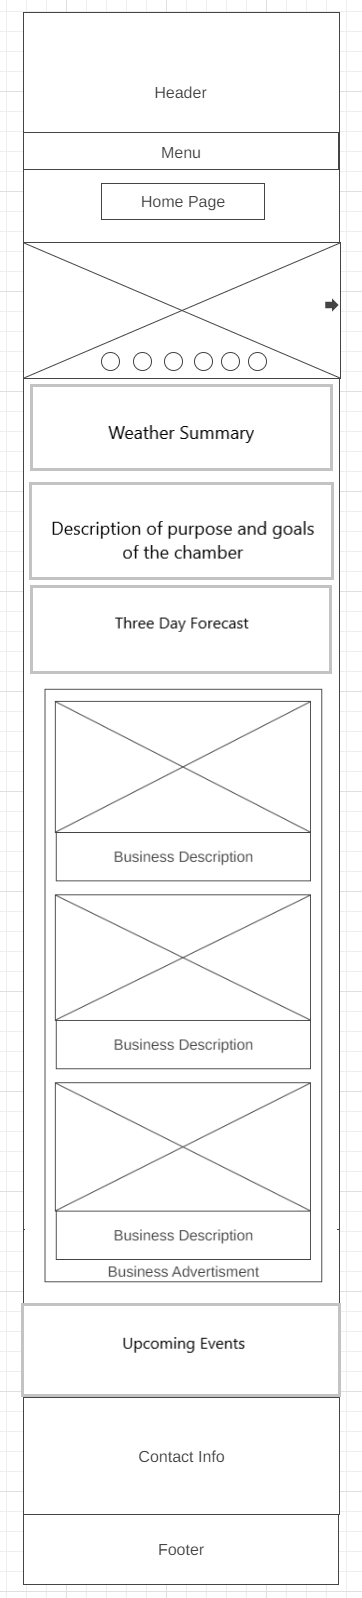 Header
Menu
Home Page
Weather Summary
Description of purpose and goals
of the chamber
Three Day Forecast
Business Description
Business Description
Business Description
Business Advertisment
Upcoming Events
Contact Info
Footer